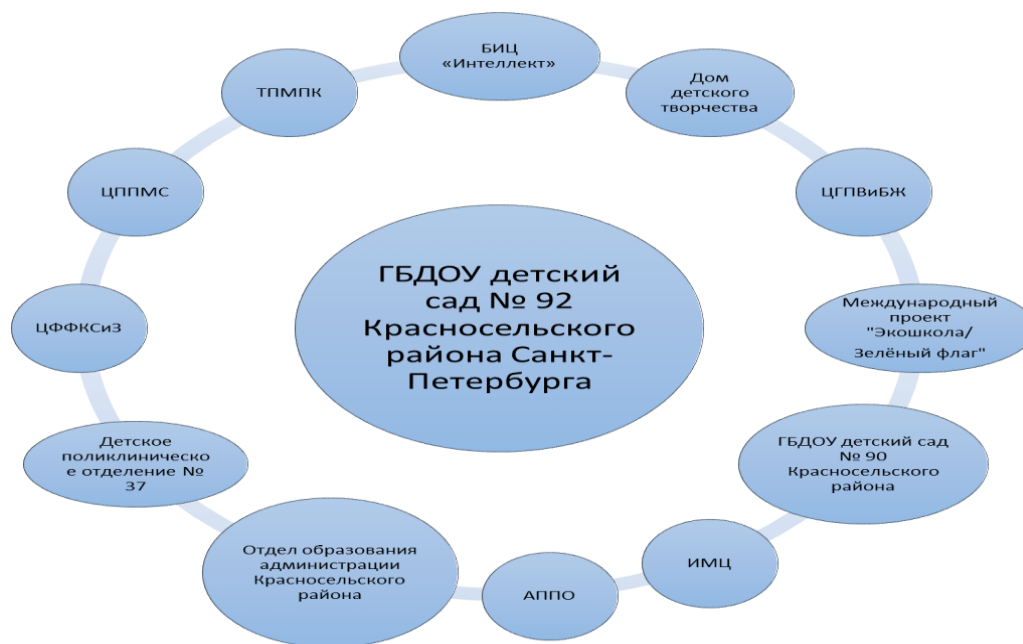 БИЦ
«Интеллект»
Дом
детского
творчества
ЦГПВиБЖ
Международный
проект
"Экошкола/
Зелёный флаг"
ГБДОУ детский сад
№ 90
Красносельского
района
ИМЦ
АППО
Отдел образования
администрации
Красносельского
района
Детское
поликлиническо
е отделение №
37
ЦФФКСиЗ
ЦППМС
ТПМПК
ГБДОУ детский
сад № 92
Красносельского
района Санкт-
Петербурга